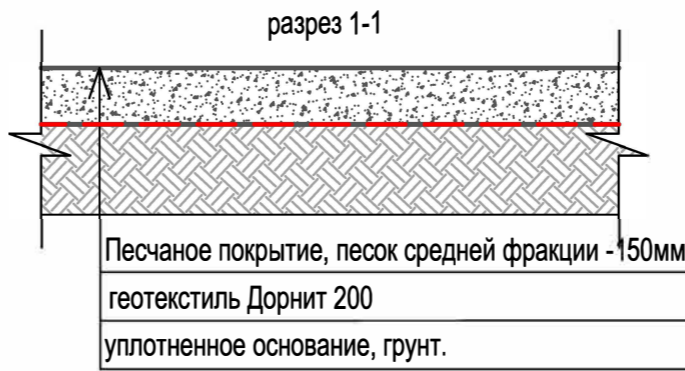 разрез 1-1
Песчаное покрытие, песок средней фракции -150мм
геотекстиль Дорнит 200
уплотненное основание, грунт.